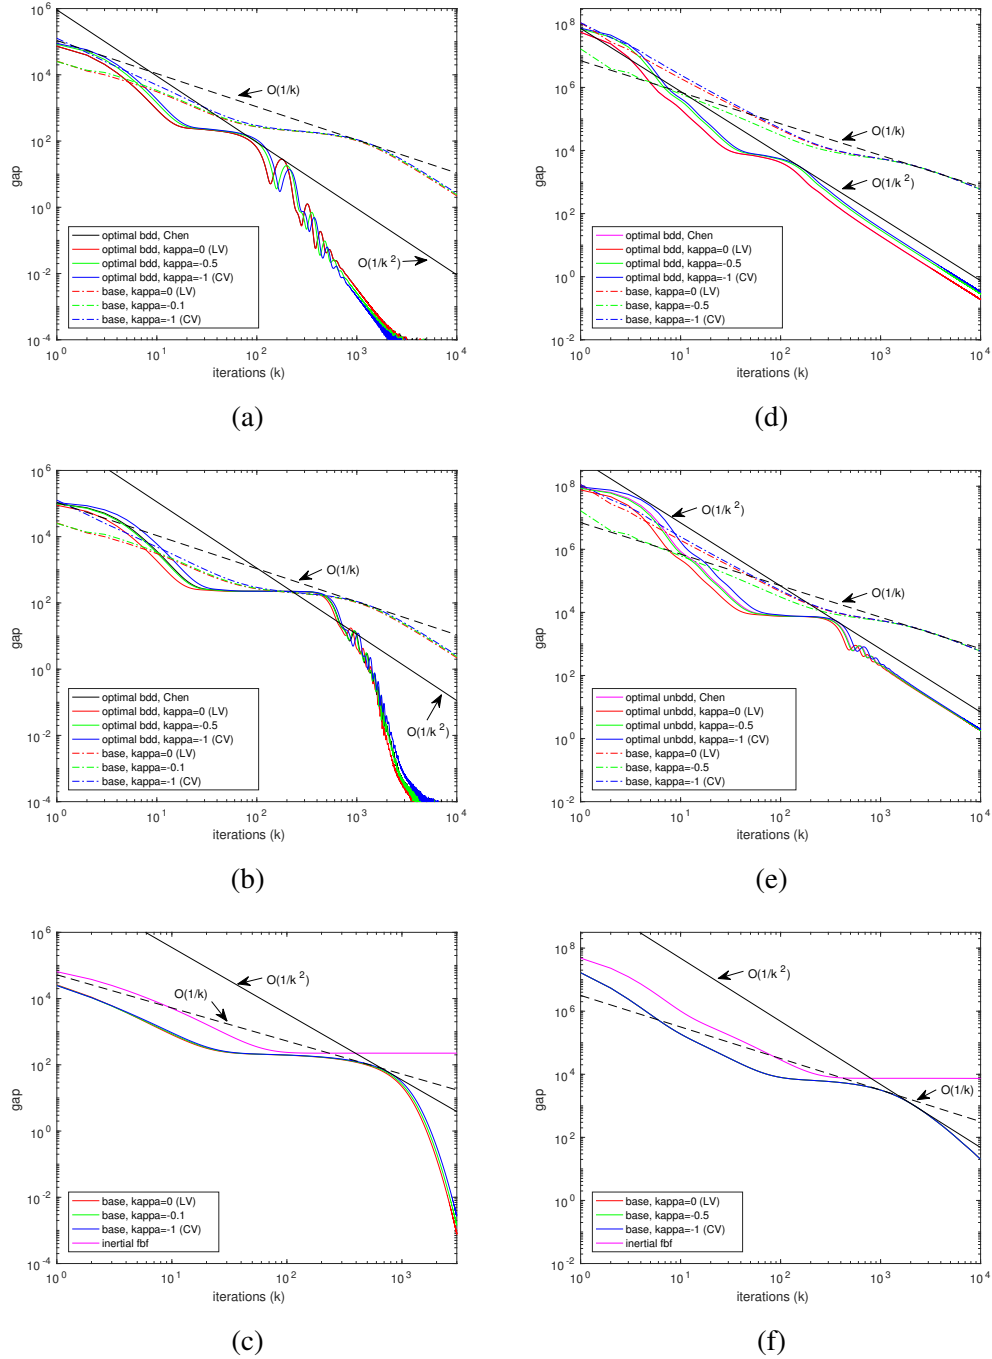 10^6
10^4
10^2
10^0
10^-2
10^-4
gap
O(1/k)
O(1/k^2)
optimal bdd, Chen
optimal bdd, kappa=0 (LV)
optimal bdd, kappa=-0.5
optimal bdd, kappa=-1 (CV)
base, kappa=0 (LV)
base, kappa=-0.1
base, kappa=-1 (CV)
10^0 10^1 10^2 10^3 10^4
iterations (k)
(a)
10^8
10^6
10^4
10^2
10^0
10^-2
gap
O(1/k)
O(1/k^2)
optimal bdd, Chen
optimal bdd, kappa=0 (LV)
optimal bdd, kappa=-0.5
optimal bdd, kappa=-1 (CV)
base, kappa=0 (LV)
base, kappa=-0.5
base, kappa=-1 (CV)
10^0 10^1 10^2 10^3 10^4
iterations (k)
(d)
10^6
10^4
10^2
10^0
10^-2
10^-4
gap
O(1/k)
O(1/k^2)
optimal bdd, Chen
optimal bdd, kappa=0 (LV)
optimal bdd, kappa=-0.5
optimal bdd, kappa=-1 (CV)
base, kappa=0 (LV)
base, kappa=-0.1
base, kappa=-1 (CV)
10^0 10^1 10^2 10^3 10^4
iterations (k)
(b)
10^8
10^6
10^4
10^2
10^0
10^-2
gap
O(1/k^2)
O(1/k)
optimal unbdd, Chen
optimal unbdd, kappa=0 (LV)
optimal unbdd, kappa=-0.5
optimal unbdd, kappa=-1 (CV)
base, kappa=0 (LV)
base, kappa=-0.5
base, kappa=-1 (CV)
10^0 10^1 10^2 10^3 10^4
iterations (k)
(e)
10^6
10^4
10^2
10^0
10^-2
10^-4
gap
O(1/k^2)
O(1/k)
base, kappa=0 (LV)
base, kappa=-0.1
base, kappa=-1 (CV)
inertial fbf
10^0 10^1 10^2 10^3
iterations (k)
(c)
10^8
10^6
10^4
10^2
10^0
10^-2
gap
O(1/k^2)
O(1/k)
base, kappa=0 (LV)
base, kappa=-0.5
base, kappa=-1 (CV)
inertial fbf
10^0 10^1 10^2 10^3 10^4
iterations (k)
(f)